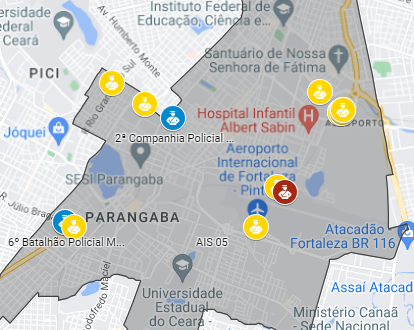 Universidade
Federal do
Ceará
Av. Humberto Monte
Instituto Federal de
Educação, Ciência e...
Santuário de Nossa
Senhora de Fátima
PICI
Hospital Infantil
Albert Sabin
Jóquei
2ª Companhia Policial ...
SESI Parangaba
Aeroporto
Internacional
de Fortaleza
- Pint
R. Júlio Braga
PARANGABA
6º Batalhão Policial M...
AIS 05
Atacadão
Fortaleza BR 116
Universidade
Estadual
do Ceará
Assaí Atacadis
Ministério Canaã
- Sede Nacional